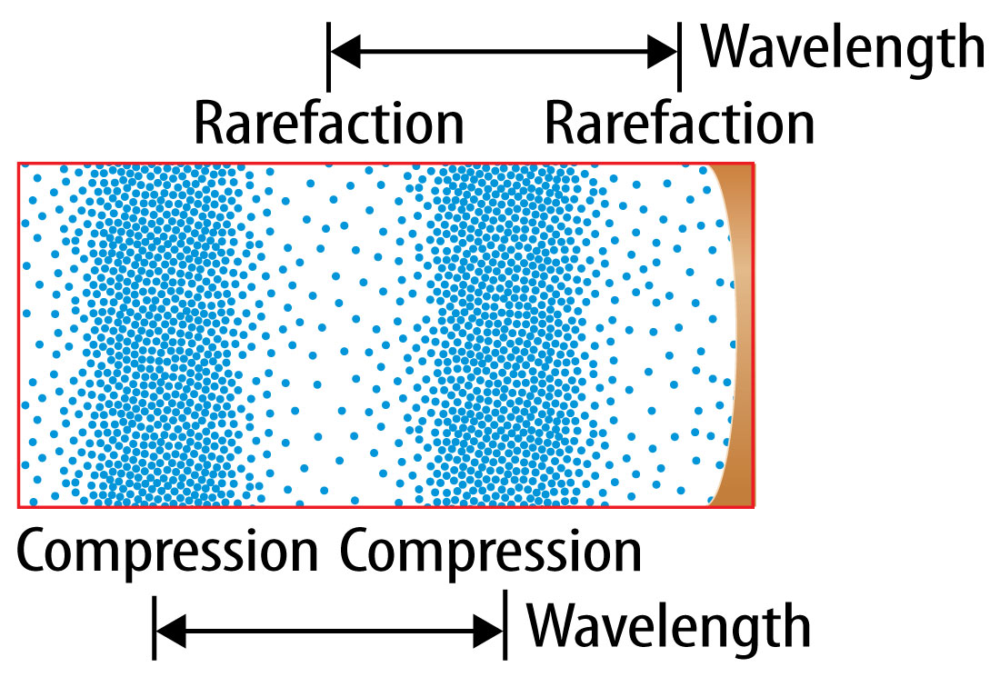 Wavelength
Rarefaction Rarefaction
Compression Compression
Wavelength